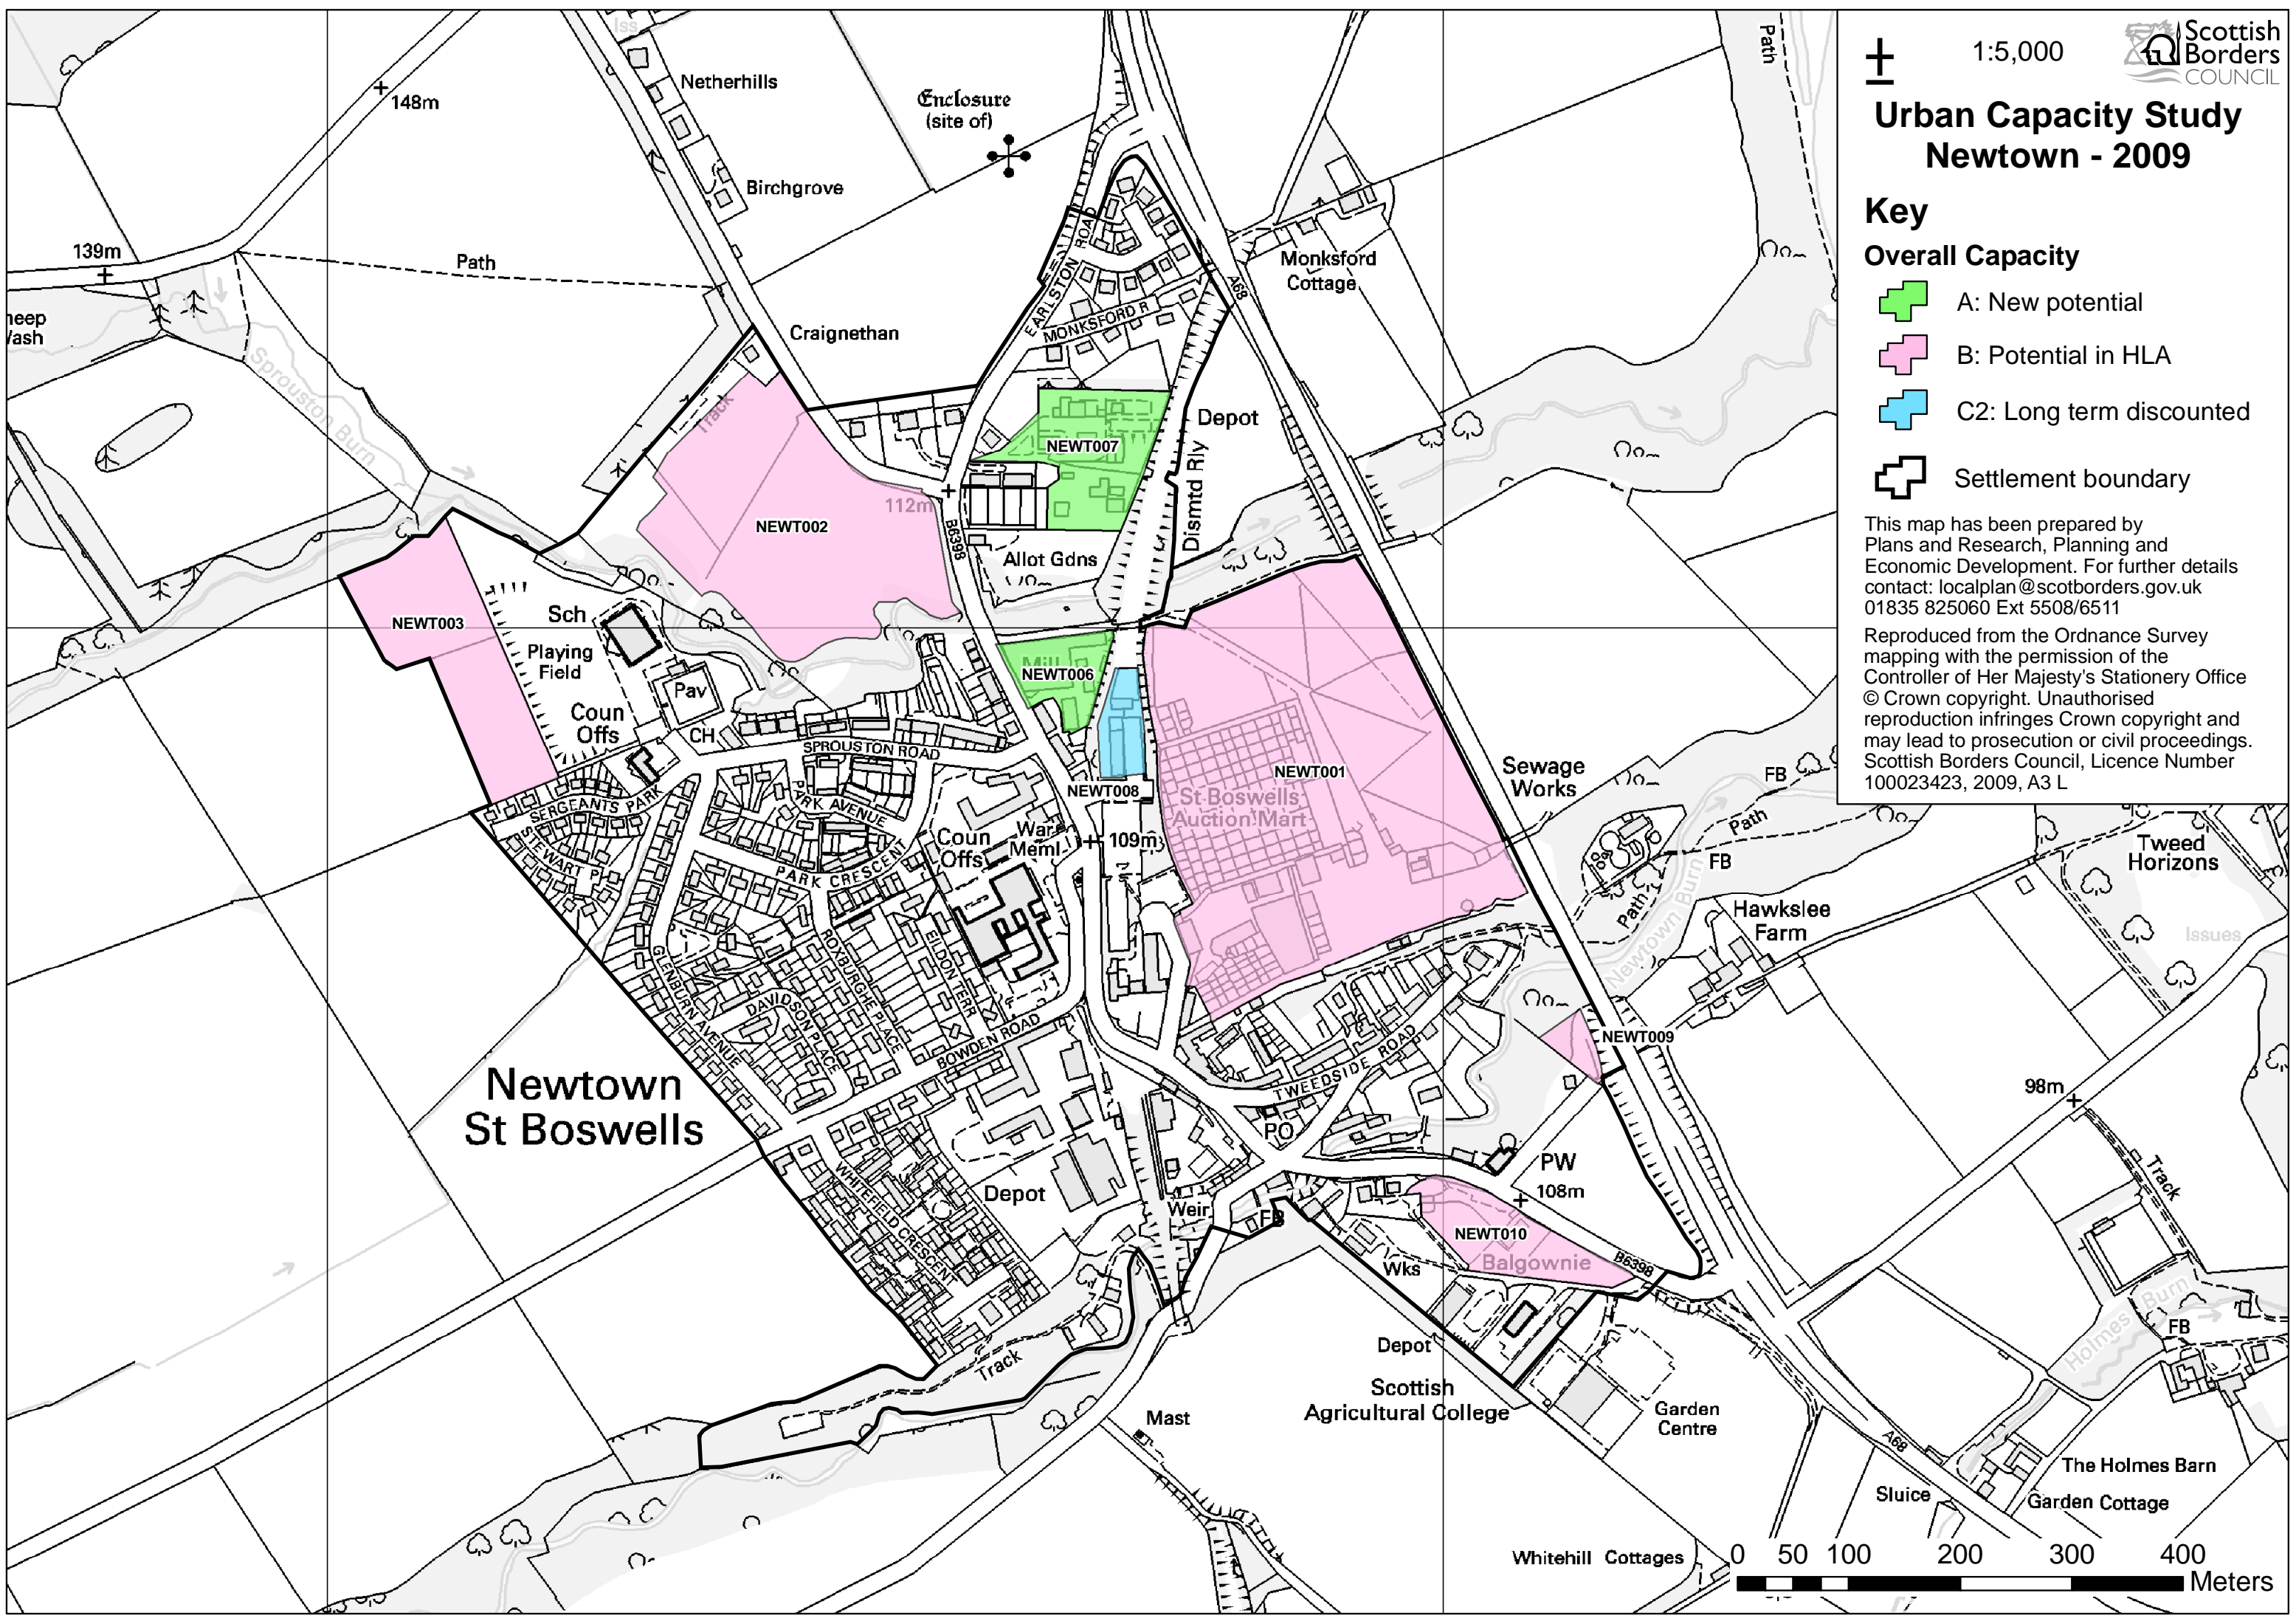 1:5,000
Scottish
Borders
COUNCIL
Urban Capacity Study
Newtown - 2009
Key
Overall Capacity
A: New potential
B: Potential in HLA
C2: Long term discounted
Settlement boundary
This map has been prepared by
Plans and Research, Planning and
Economic Development. For further details
contact: localplan@scotborders.gov.uk
01835 825060 Ext 5508/6511
Reproduced from the Ordnance Survey
mapping with the permission of the
Controller of Her Majesty's Stationery Office
© Crown copyright. Unauthorised
reproduction infringes Crown copyright and
may lead to prosecution or civil proceedings.
Scottish Borders Council, Licence Number
100023423, 2009, A3 L
Iss
Netherhills
148m
Enclosure
(site of)
Path
Birchgrove
139m
Path
Monksford
Cottage
A68
EARLSTON ROAD
MONKSFORD R
Craignethan
Sprouston Burn
Track
Depot
NEWT007
112m
NEWT002
B6398
Dismtd Rly
Allot Gdns
NEWT003
Sch
Playing
Field
Pav
Mill
NEWT006
Coun
Offs
CH
SPROUSTON ROAD
NEWT001
NEWT008
St Boswells
Auction Mart
Sewage
Works
FB
Path
SERGEANTS PARK
STEWART P
PARK AVENUE
PARK CRESCENT
Coun
Offs
War
Meml
109m
FB
Tweed
Horizons
Path
Newtown Burn
Hawkslee
Farm
Issues
GLENBURN AVENUE
DAVIDSON PLACE
ROXBURGHE PLACE
EILDON TERR
BOWDEN ROAD
TWEEDSIDE ROAD
NEWT009
Newtown
St Boswells
98m
PO
PW
108m
Track
WHITEFIELD CRESCENT
Depot
Weir
FB
NEWT010
Balgownie
B6398
Wks
Holmes Burn
FB
Depot
Track
Scottish
Agricultural College
Garden
Centre
Mast
A68
The Holmes Barn
Sluice
Garden Cottage
Whitehill Cottages
0 50 100 200 300 400
Meters